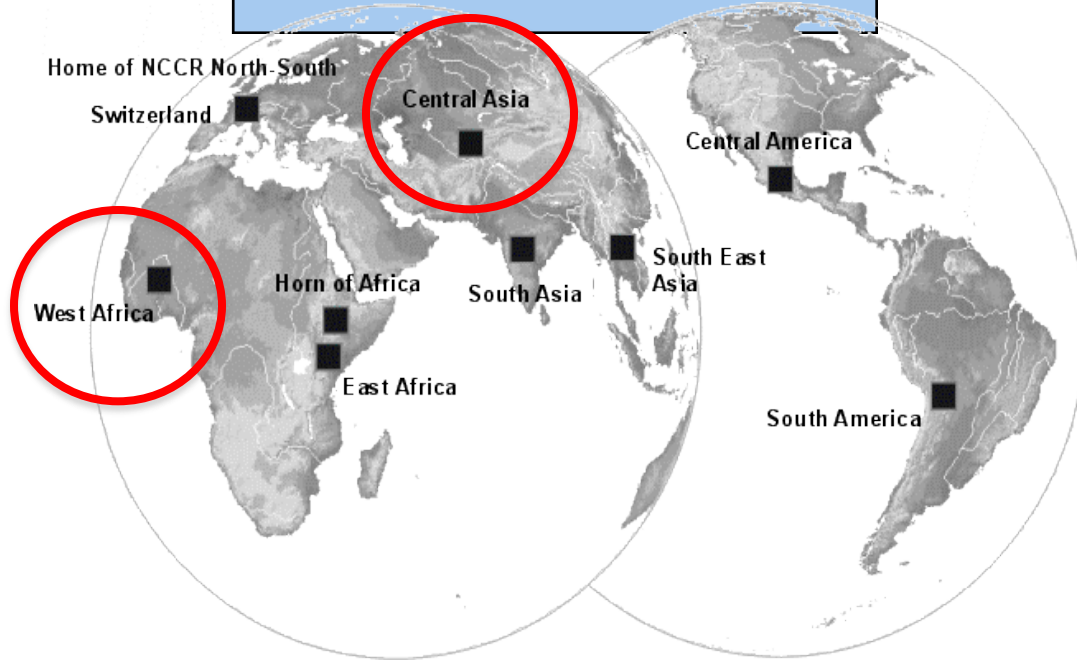 Home of NCCR North-South
Switzerland
Central Asia
Central America
West Africa
Horn of Africa
South Asia
South East
Asia
East Africa
South America